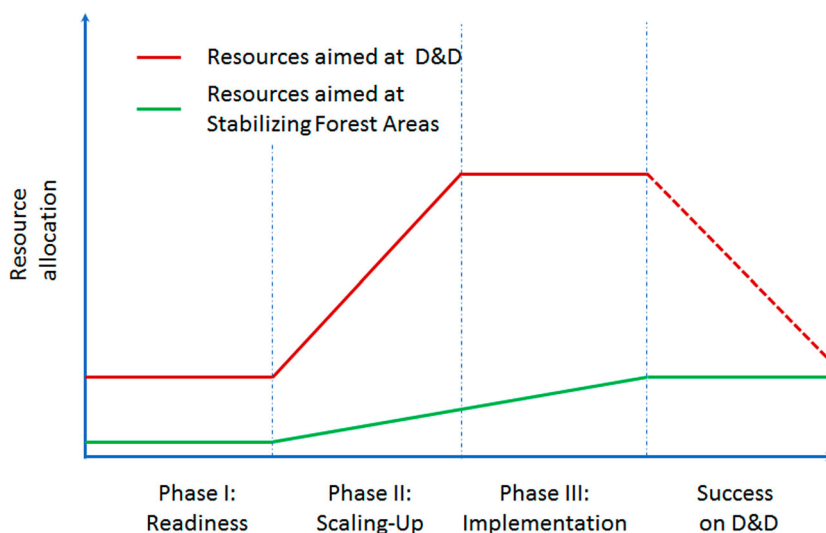 Resources aimed at D&D
Resources aimed at
Stabilizing Forest Areas
Resource
allocation
Phase I:
Readiness
Phase II:
Scaling-Up
Phase III:
Implementation
Success
on D&D